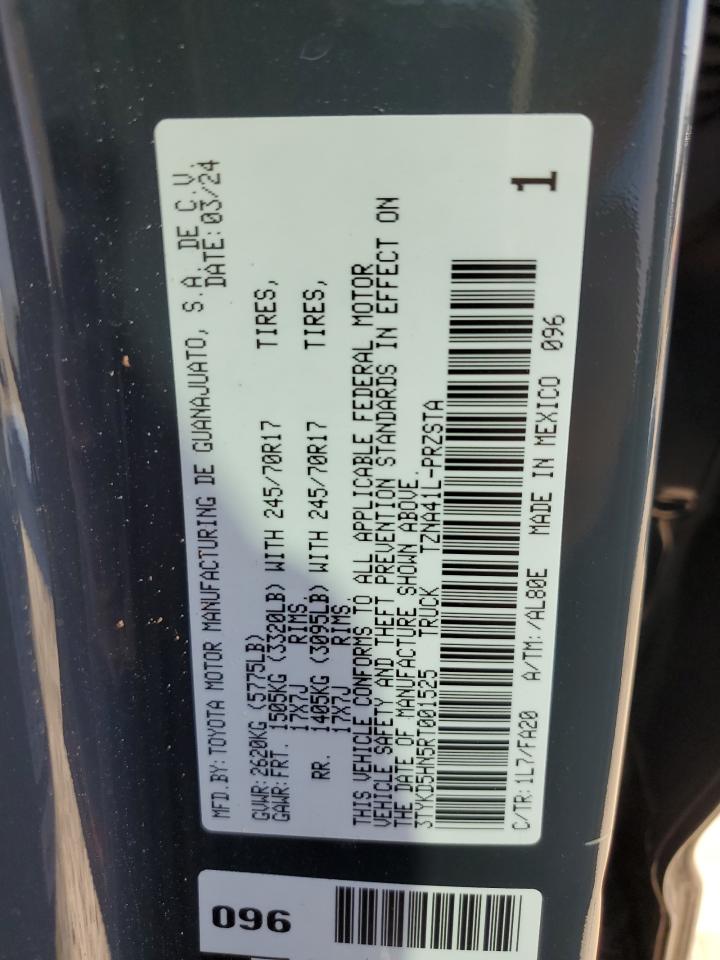 MFD.BY:TOYOTA MOTOR MANUFACTURING DE GUANAJUATO, S.A. DE C.V.
DATE:03/24
GVWR:2620KG (5775LB)
GAWR:FRT. 1505KG (3320LB) WITH 245/70R17 TIRES,
17X7J RIMS.
RR. 1405KG (3095LB) WITH 245/70R17 TIRES,
17X7J RIMS.
THIS VEHICLE CONFORMS TO ALL APPLICABLE FEDERAL MOTOR
VEHICLE SAFETY AND THEFT PREVENTION STANDARDS IN EFFECT ON
THE DATE OF MANUFACTURE SHOWN ABOVE.
3TYKD5HN5RT001525 TRUCK TZNA41L-PRZSTA
C/TR:1L7/FA20 A/TM:/AL80E MADE IN MEXICO 096
1
096